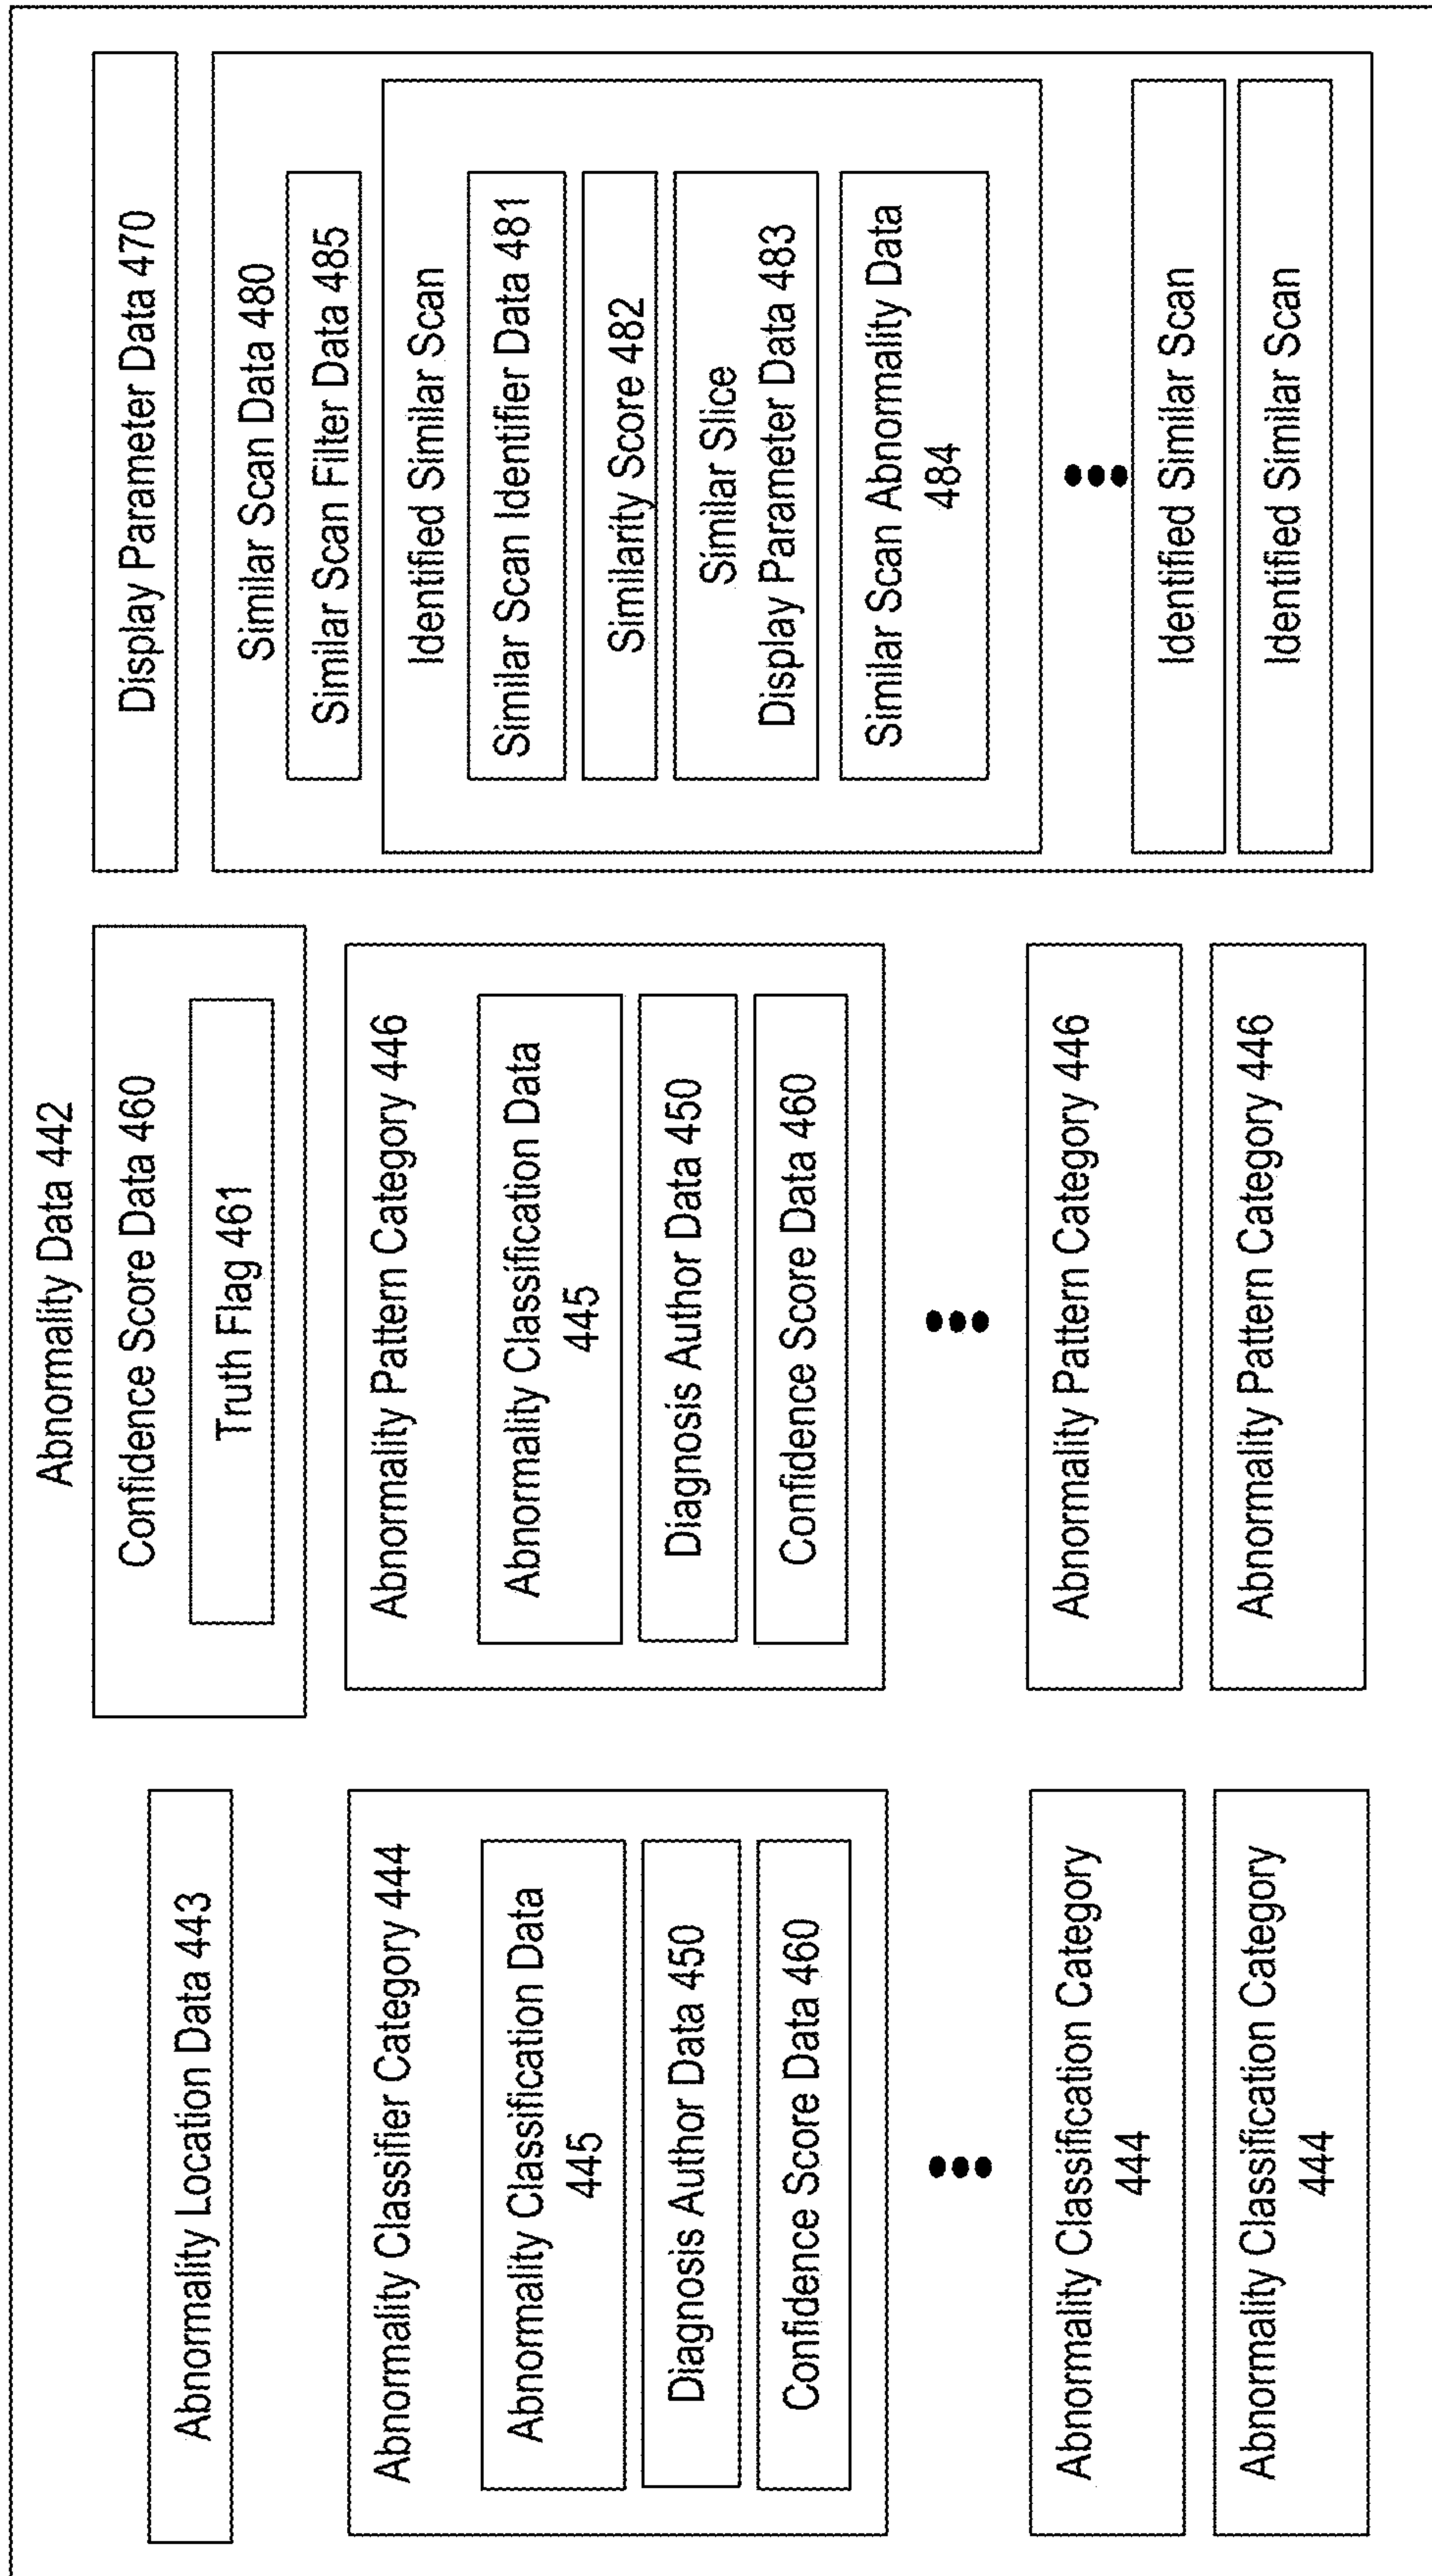 Abnormality Data 442
Abnormality Location Data 443
Abnormality Classifier Category 444
Abnormality Classification Data
445
Diagnosis Author Data 450
Confidence Score Data 460
Abnormality Classification Category
444
Abnormality Classification Category
444
Confidence Score Data 460
Truth Flag 461
Abnormality Pattern Category 446
Abnormality Classification Data
445
Diagnosis Author Data 450
Confidence Score Data 460
Abnormality Pattern Category 446
Abnormality Pattern Category 446
Display Parameter Data 470
Similar Scan Data 480
Similar Scan Filter Data 485
Identified Similar Scan
Similar Scan Identifier Data 481
Similarity Score 482
Similar Slice
Display Parameter Data 483
Similar Scan Abnormality Data
484
Identified Similar Scan
Identified Similar Scan